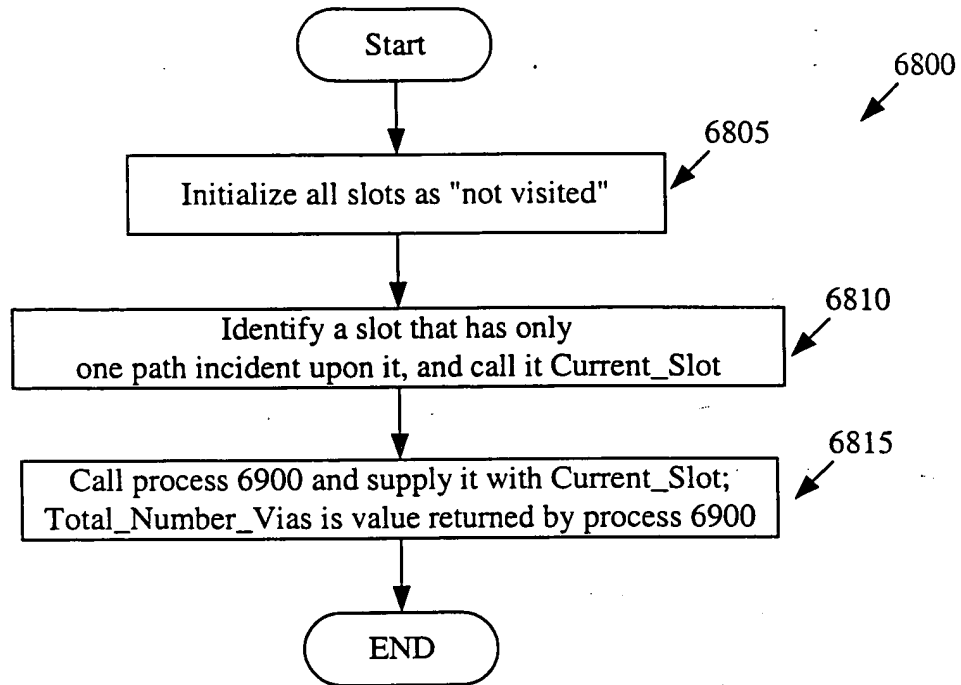 Start
6800
6805
Initialize all slots as "not visited"
6810
Identify a slot that has only
one path incident upon it, and call it Current_Slot
6815
Call process 6900 and supply it with Current_Slot;
Total_Number_Vias is value returned by process 6900
END